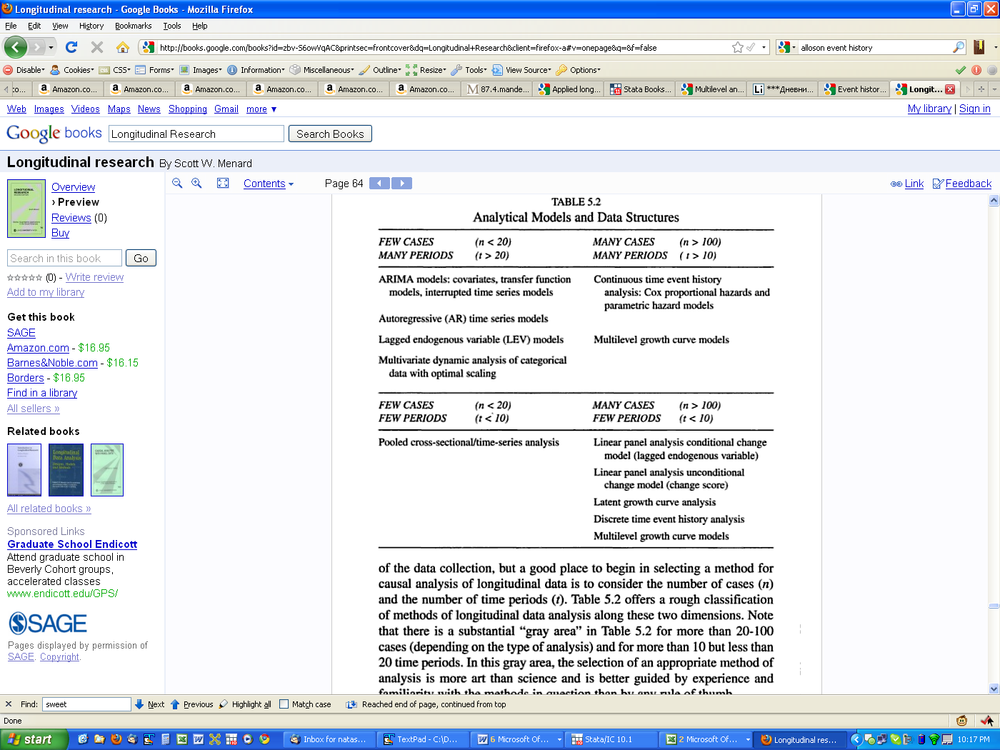 Longitudinal research - Google Books - Mozilla Firefox
File Edit View History Bookmarks Tools Help
http://books.google.com/books?id=zbv-S6owVqAC&printsec=frontcover&dq=Longitudinal+Research&client=firefox-a#v=onepage&q=&f=false
alloson event history
Disable Cookies CSS Forms Images Information Miscellaneous Outline Resize Tools View Source Options
co... Amazon.co... Amazon.co... Amazon.co... Amazon.co... Amazon.co... Amazon.co... 87.4.mande... Applied long... Stata Books... Multilevel an... ***Дневни... Event histor... Longit...
Web Images Videos Maps News Shopping Gmail more ▼
My library | Sign in
Google books Longitudinal Research Search Books
Longitudinal research By Scott W. Menard
Overview
› Preview
Reviews (0)
Buy
Search in this book Go
(0) - Write review
Add to my library
Get this book
SAGE
Amazon.com - $16.95
Barnes&Noble.com - $16.15
Borders - $16.95
Find in a library
All sellers »
Related books
All related books »
Sponsored Links
Graduate School Endicott
Attend graduate school in
Beverly Cohort groups,
accelerated classes
www.endicott.edu/GPS/
SAGE
Pages displayed by permission of
SAGE. Copyright.
Contents Page 64
Link Feedback
TABLE 5.2
Analytical Models and Data Structures
FEW CASES (n < 20) MANY CASES (n > 100)
MANY PERIODS (t > 20) MANY PERIODS ( t > 10)
ARIMA models: covariates, transfer function
models, interrupted time series models
Continuous time event history
analysis: Cox proportional hazards and
parametric hazard models
Autoregressive (AR) time series models
Lagged endogenous variable (LEV) models
Multilevel growth curve models
Multivariate dynamic analysis of categorical
data with optimal scaling
FEW CASES (n < 20) MANY CASES (n > 100)
FEW PERIODS (t < 10) FEW PERIODS (t < 10)
Pooled cross-sectional/time-series analysis
Linear panel analysis conditional change
model (lagged endogenous variable)
Linear panel analysis unconditional
change model (change score)
Latent growth curve analysis
Discrete time event history analysis
Multilevel growth curve models
of the data collection, but a good place to begin in selecting a method for
causal analysis of longitudinal data is to consider the number of cases (n)
and the number of time periods (t). Table 5.2 offers a rough classification
of methods of longitudinal data analysis along these two dimensions. Note
that there is a substantial “gray area” in Table 5.2 for more than 20-100
cases (depending on the type of analysis) and for more than 10 but less than
20 time periods. In this gray area, the selection of an appropriate method of
analysis is more art than science and is better guided by experience and
familiarity with the methods in question than by any rule of thumb.
Find: sweet Next Previous Highlight all Match case Reached end of page, continued from top
Done
start Inbox for natas... TextPad - C:\D... 6 Microsoft Of... Stata/IC 10.1 2 Microsoft Of... Longitudinal res... 10:17 PM